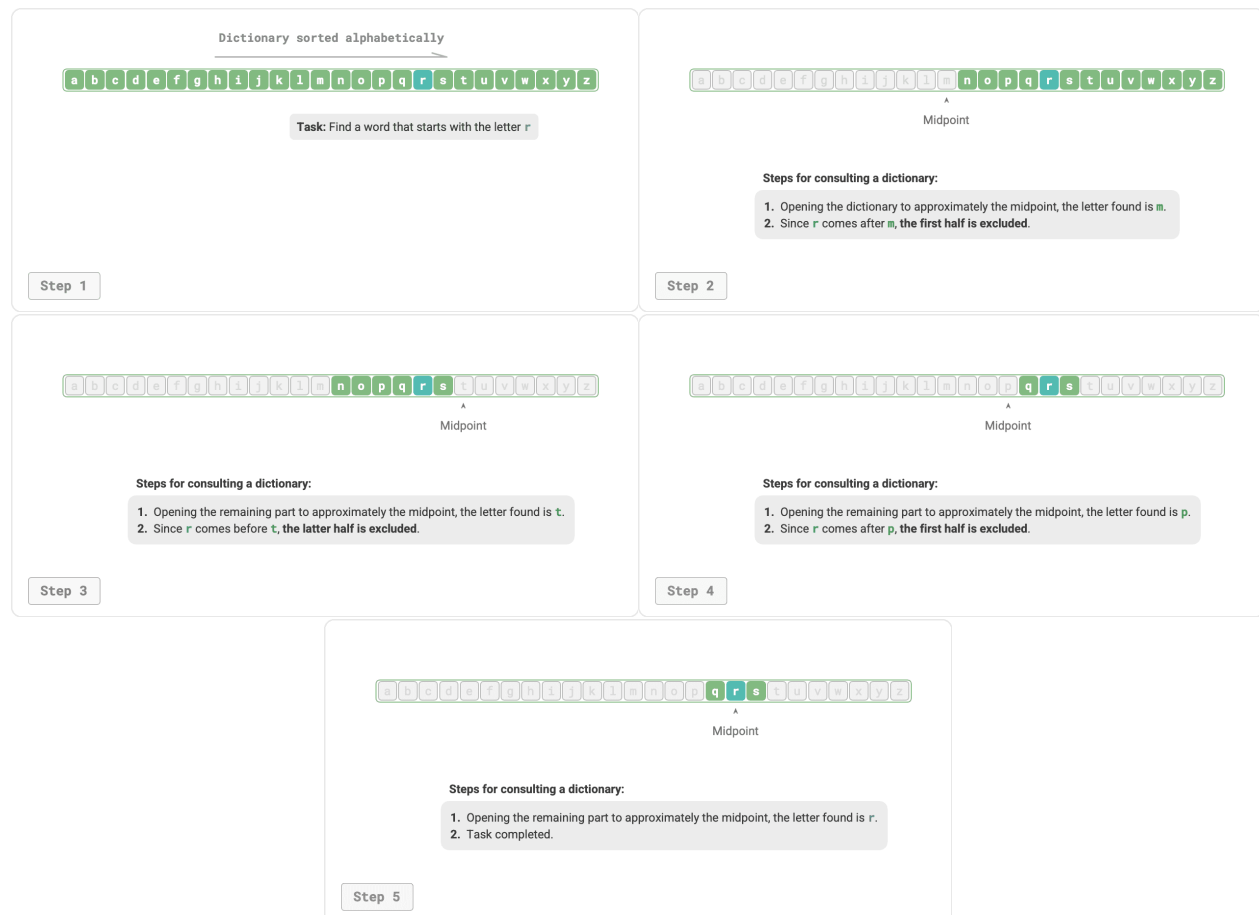 Dictionary sorted alphabetically
a b c d e f g h i j k l m n o p q r s t u v w x y z
Task: Find a word that starts with the letter r
Step 1
a b c d e f g h i j k l m n o p q r s t u v w x y z
Midpoint
Steps for consulting a dictionary:
1. Opening the dictionary to approximately the midpoint, the letter found is m.
2. Since r comes after m, the first half is excluded.
Step 2
a b c d e f g h i j k l m n o p q r s t u v w x y z
Midpoint
Steps for consulting a dictionary:
1. Opening the remaining part to approximately the midpoint, the letter found is t.
2. Since r comes before t, the latter half is excluded.
Step 3
a b c d e f g h i j k l m n o p q r s t u v w x y z
Midpoint
Steps for consulting a dictionary:
1. Opening the remaining part to approximately the midpoint, the letter found is p.
2. Since r comes after p, the first half is excluded.
Step 4
a b c d e f g h i j k l m n o p q r s t u v w x y z
Midpoint
Steps for consulting a dictionary:
1. Opening the remaining part to approximately the midpoint, the letter found is r.
2. Task completed.
Step 5